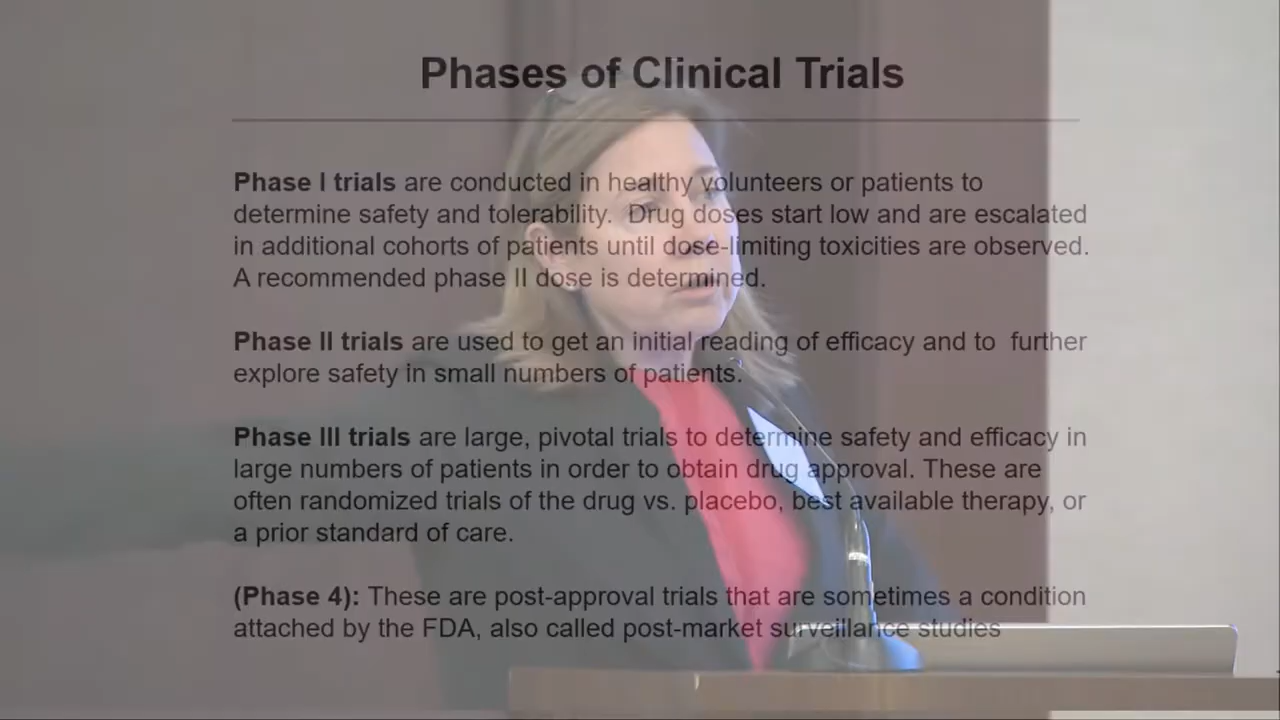 Phases of Clinical Trials
Phase I trials are conducted in healthy volunteers or patients to
determine safety and tolerability.  Drug doses start low and are escalated
in additional cohorts of patients until dose-limiting toxicities are observed.
A recommended phase II dose is determined.
Phase II trials are used to get an initial reading of efficacy and to  further
explore safety in small numbers of patients.
Phase III trials are large, pivotal trials to determine safety and efficacy in
large numbers of patients in order to obtain drug approval. These are
often randomized trials of the drug vs. placebo, best available therapy, or
a prior standard of care.
(Phase 4): These are post-approval trials that are sometimes a condition
attached by the FDA, also called post-market surveillance studies